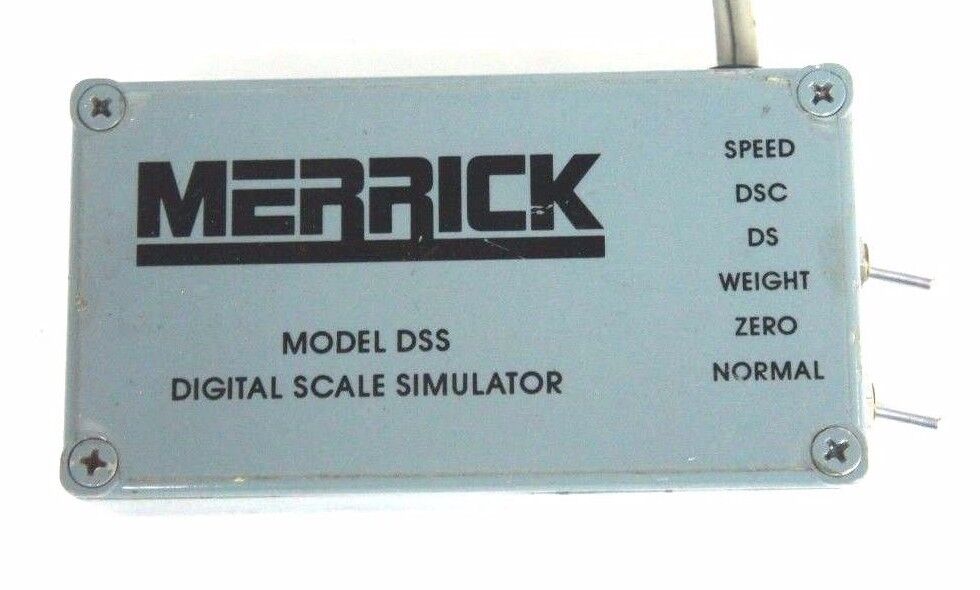 MERRICK
MODEL DSS
DIGITAL SCALE SIMULATOR
SPEED
DSC
DS
WEIGHT
ZERO
NORMAL